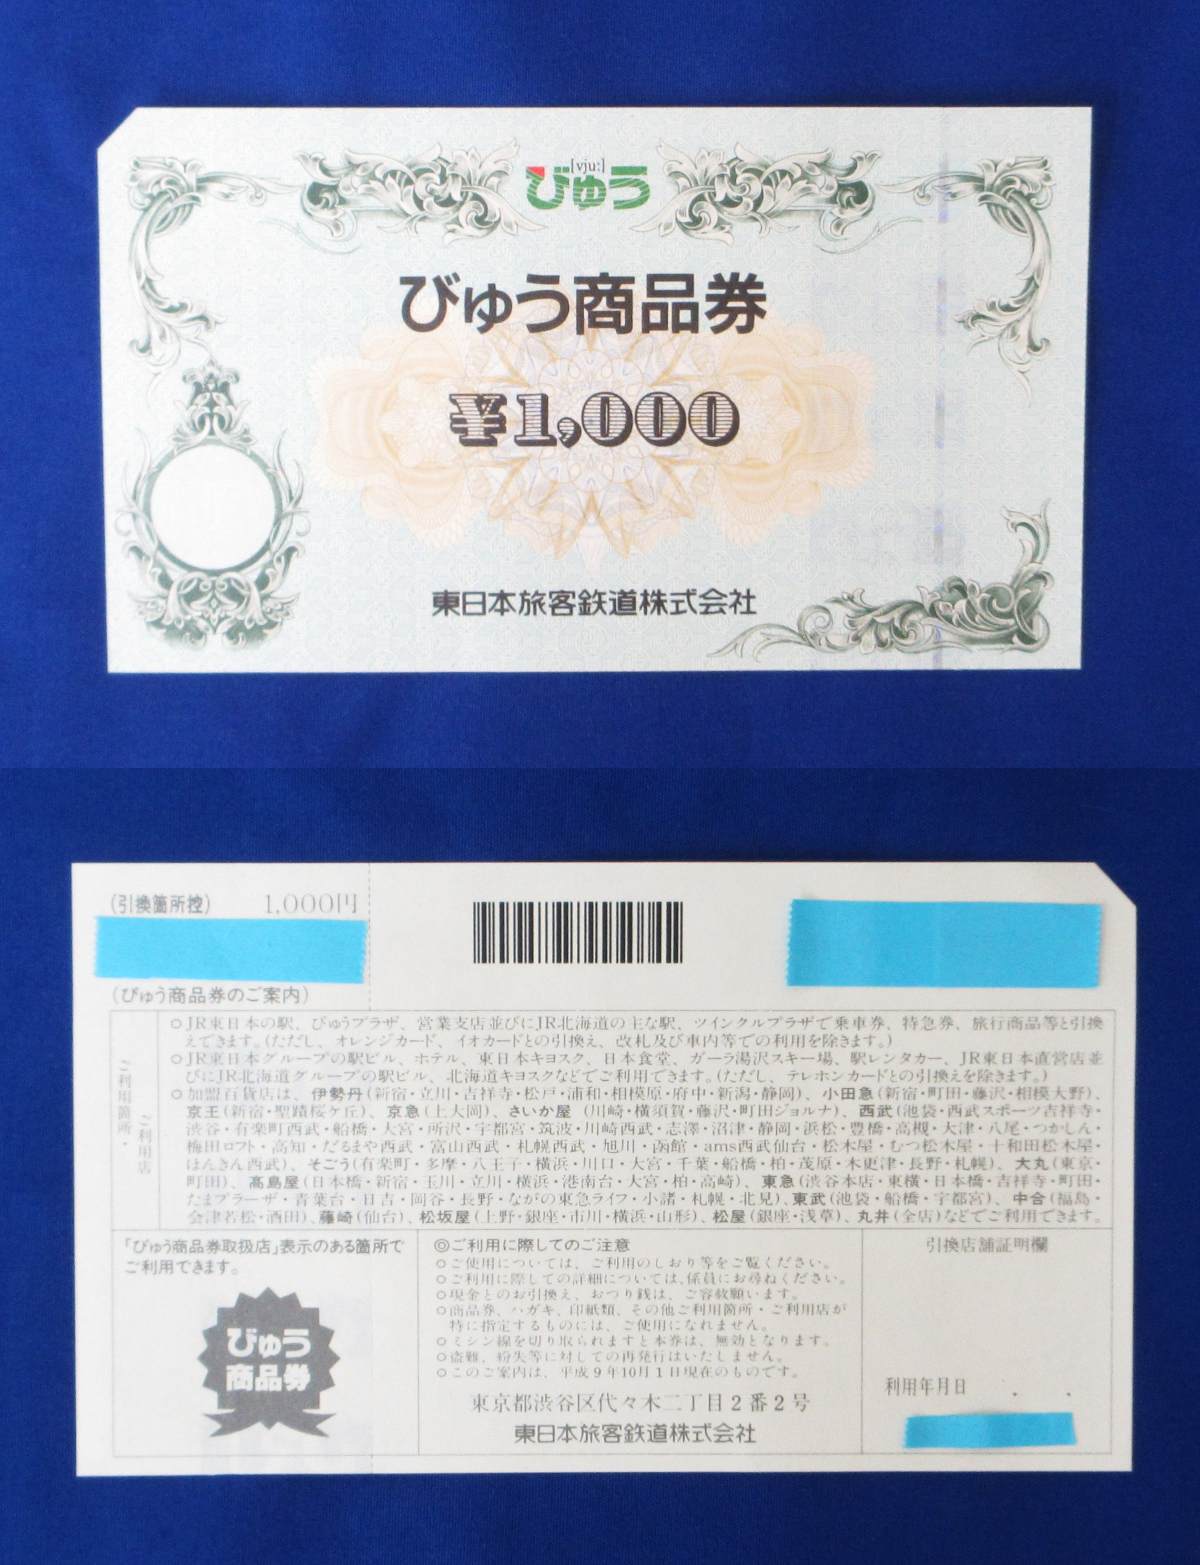 [vju:]
びゅう
びゅう商品券
¥1,000
東日本旅客鉄道株式会社
(引換箇所控) 1,000円
(びゅう商品券のご案内)
ご利用箇所・
ご利用店
○JR東日本の駅、びゅうプラザ、営業支店並びにJR北海道の主な駅、ツインクルプラザで乗車券、特急券、旅行商品等と引換
えできます。(ただし、オレンジカード、イオカードとの引換え、改札及び車内等での利用を除きます。)
○JR東日本グループの駅ビル、ホテル、東日本キヨスク、日本食堂、ガーラ湯沢スキー場、駅レンタカー、JR東日本直営店並
びにJR北海道グループの駅ビル、北海道キヨスクなどでご利用できます。(ただし、テレホンカードとの引換えを除きます。)
○加盟百貨店は、伊勢丹(新宿・立川・吉祥寺・松戸・浦和・相模原・府中・新潟・静岡)、小田急(新宿・町田・藤沢・相模大野)、
京王(新宿・聖蹟桜ケ丘)、京急(上大岡)、さいか屋 (川崎・横須賀・藤沢・町田ジョルナ)、西武(池袋・西武スポーツ吉祥寺・
渋谷・有楽町西武・船橋・大宮・所沢・宇都宮・筑波・川崎西武・志澤・沼津・静岡・浜松・豊橋・高槻・大津・八尾・つかしん・
梅田ロフト・高知・だるまや西武・富山西武・札幌西武・旭川・函館・ams西武仙台・松木屋・むつ松木屋・十和田松木屋・
はんきん西武)、そごう(有楽町・多摩・八王子・横浜・川口・大宮・千葉・船橋・柏・茂原・木更津・長野・札幌)、大丸(東京・
町田)、高島屋(日本橋・新宿・玉川・立川・横浜・港南台・大宮・柏・高崎)、東急(渋谷本店・東横・日本橋・吉祥寺・町田・
たまプラーザ・青葉台・日吉・岡谷・長野・ながの東急ライフ・小諸・札幌・北見)、東武(池袋・船橋・宇都宮)、中合(福島・
会津若松・酒田)、藤崎(仙台)、松坂屋(上野・銀座・市川・横浜・山形)、松屋(銀座・浅草)、丸井(全店)などでご利用できます。
「びゅう商品券取扱店」表示のある箇所で
ご利用できます。
びゅう
商品券
◎ご利用に際してのご注意
○ご使用については、ご利用のしおり等をご覧ください。
○ご利用に際しての詳細については、係員にお尋ねください。
○現金とのお引換え、おつり銭は、ご容赦願います。
○商品券、ハガキ、印紙類、その他ご利用箇所・ご利用店が
特に指定するものには、ご使用になれません。
○ミシン線を切り取られますと本券は、無効となります。
○盗難、紛失等に対しての再発行はいたしません。
○このご案内は、平成9年10月1日現在のものです。
東京都渋谷区代々木二丁目2番2号
東日本旅客鉄道株式会社
引換店舗証明欄
利用年月日 . .